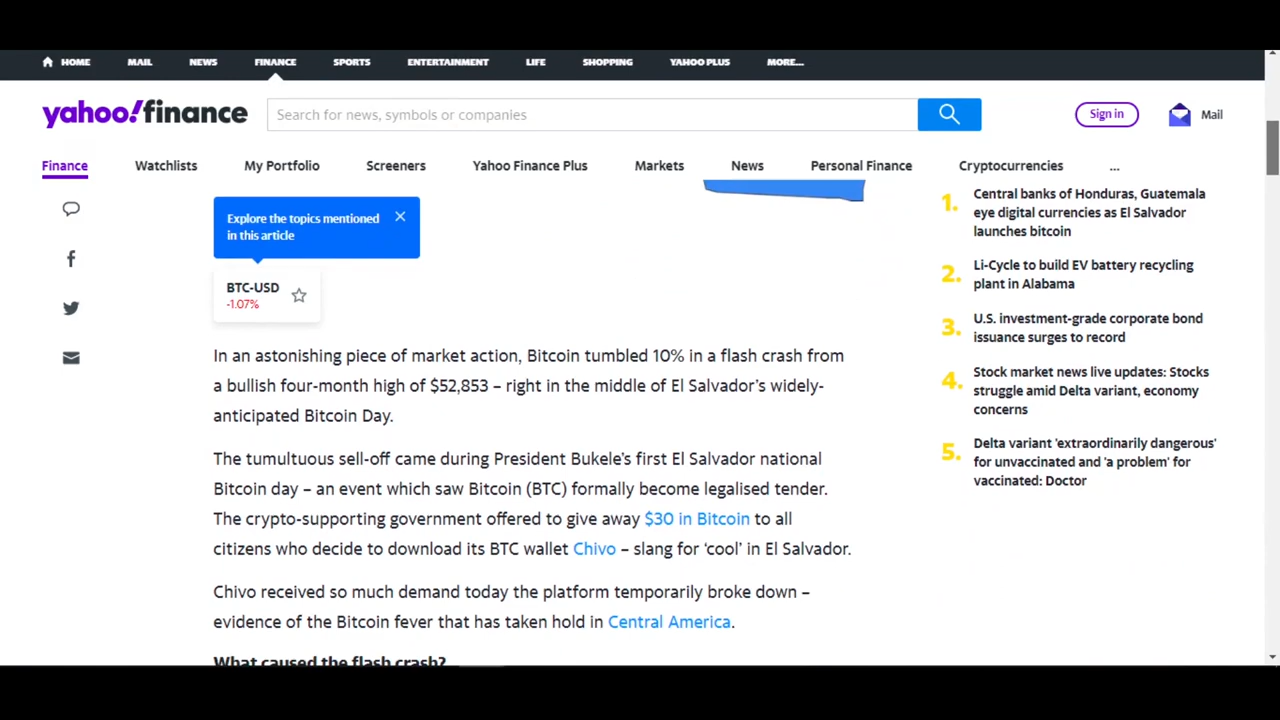 HOME MAIL NEWS FINANCE SPORTS ENTERTAINMENT LIFE SHOPPING YAHOO PLUS MORE...
yahoo!finance Search for news, symbols or companies Sign in Mail
Finance Watchlists My Portfolio Screeners Yahoo Finance Plus Markets News Personal Finance Cryptocurrencies ...
Explore the topics mentioned
in this article
BTC-USD
-1.07%
In an astonishing piece of market action, Bitcoin tumbled 10% in a flash crash from
a bullish four-month high of $52,853 – right in the middle of El Salvador’s widely-
anticipated Bitcoin Day.
The tumultuous sell-off came during President Bukele’s first El Salvador national
Bitcoin day – an event which saw Bitcoin (BTC) formally become legalised tender.
The crypto-supporting government offered to give away $30 in Bitcoin to all
citizens who decide to download its BTC wallet Chivo – slang for ‘cool’ in El Salvador.
Chivo received so much demand today the platform temporarily broke down –
evidence of the Bitcoin fever that has taken hold in Central America.
What caused the flash crash?
1. Central banks of Honduras, Guatemala
eye digital currencies as El Salvador
launches bitcoin
2. Li-Cycle to build EV battery recycling
plant in Alabama
3. U.S. investment-grade corporate bond
issuance surges to record
4. Stock market news live updates: Stocks
struggle amid Delta variant, economy
concerns
5. Delta variant 'extraordinarily dangerous'
for unvaccinated and 'a problem' for
vaccinated: Doctor